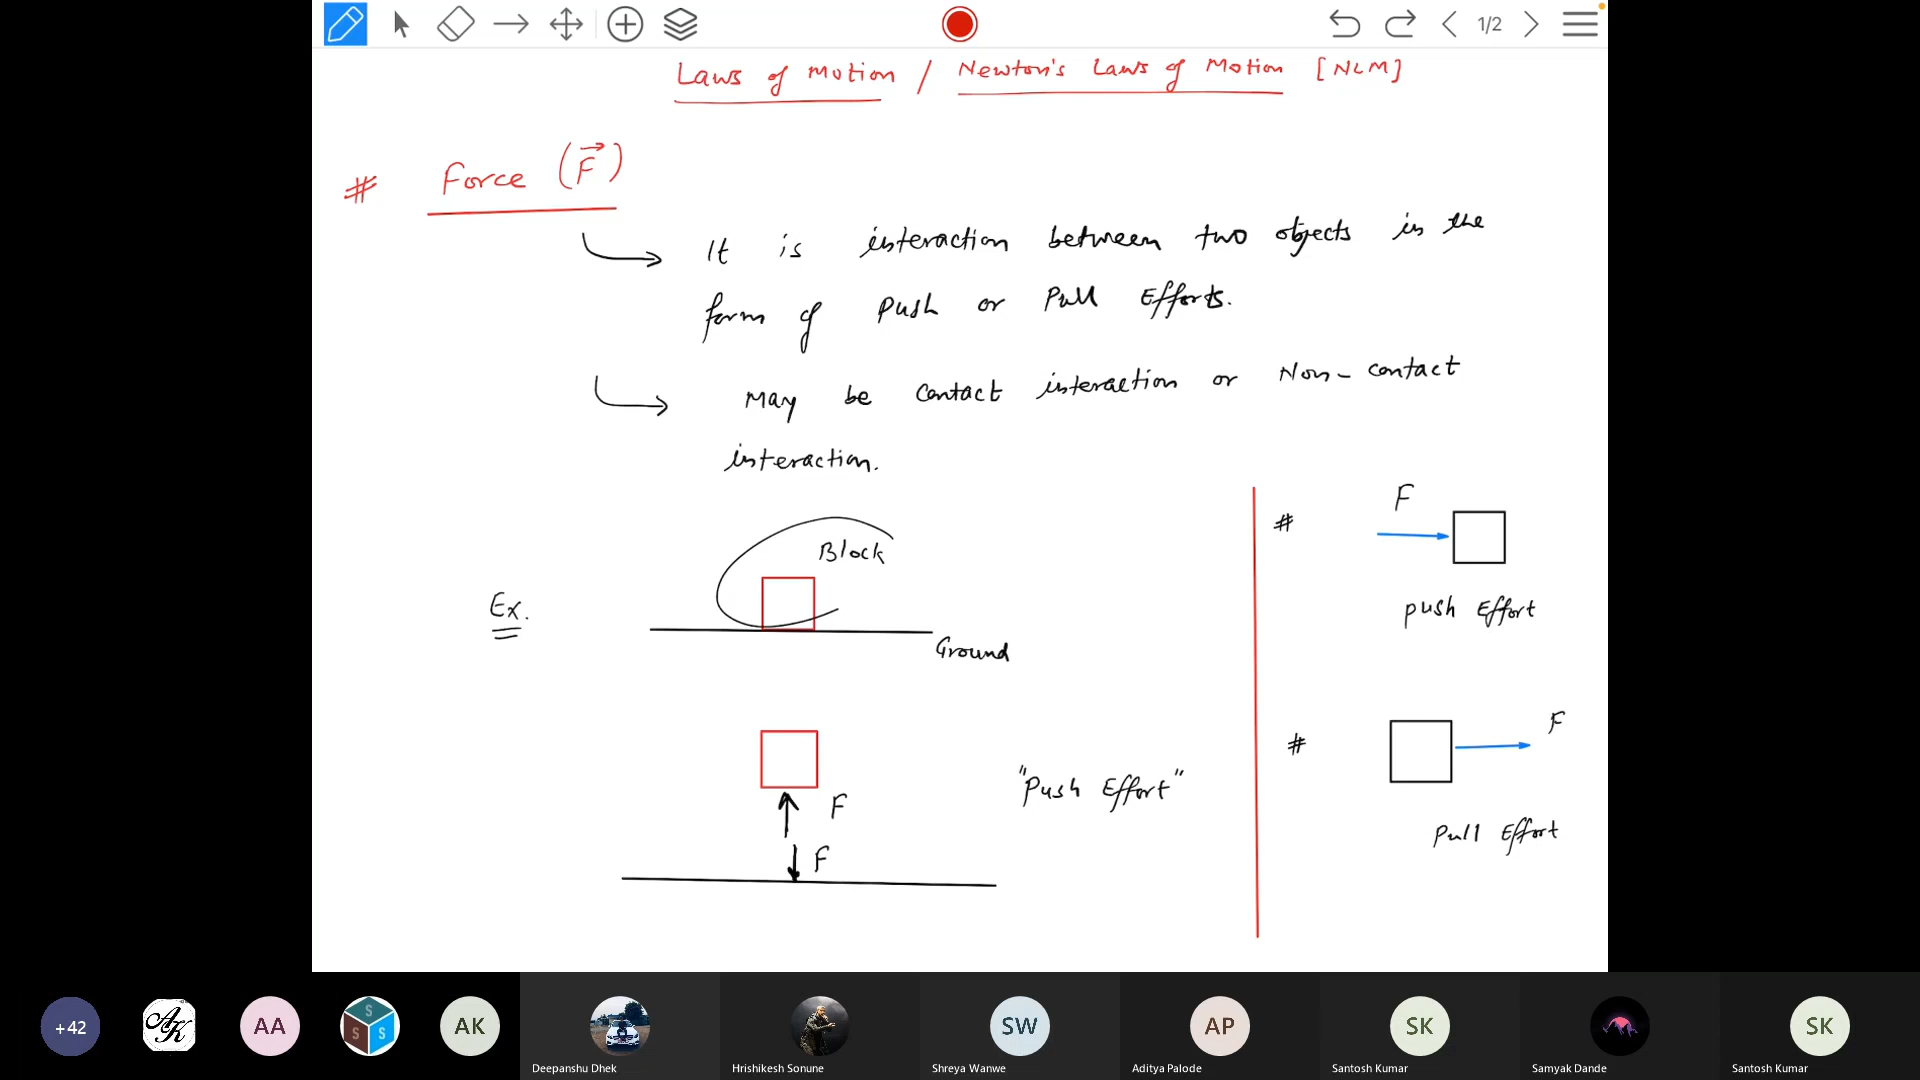 1/2
Laws of Motion / Newton's Laws of Motion [NLM]
# Force (F)
It is interaction between two objects in the
form of Push or Pull Efforts.
May be contact interaction or Non-contact
interaction.
Block
Ex.
Ground
F
F
"Push Effort"
# F
push Effort
# F
Pull Effort
+42
AK
AA
S S S
AK
Deepanshu Dhek
Hrishikesh Sonune
SW
Shreya Wanwe
AP
Aditya Palode
SK
Santosh Kumar
Samyak Dande
SK
Santosh Kumar